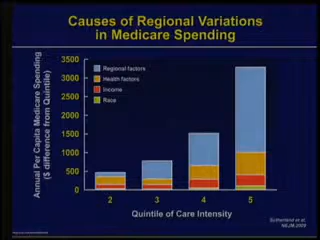 Causes of Regional Variations
in Medicare Spending
Annual Per Capita Medicare Spending
($ difference from Quintile)
3500
3000
2500
2000
1500
1000
500
0
Regional factors
Health factors
Income
Race
2
3
4
5
Quintile of Care Intensity
Sutherland et al.
NEJM 2009